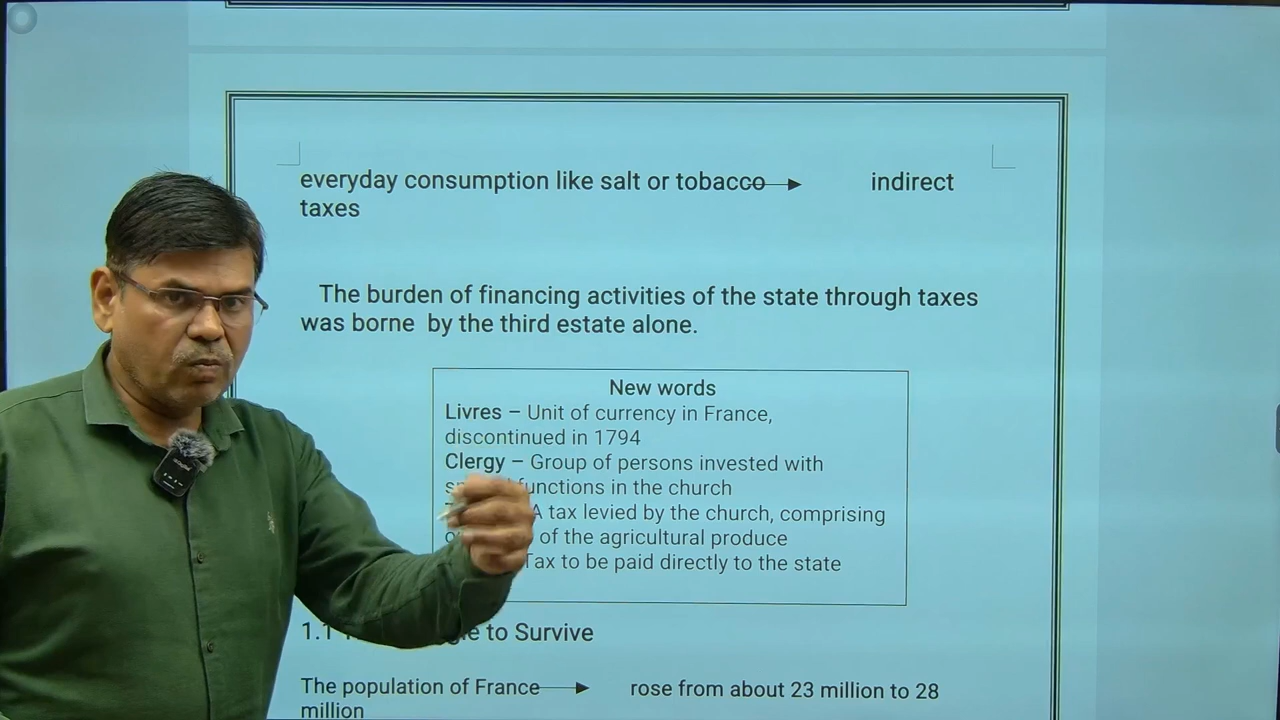 everyday consumption like salt or tobacco indirect
taxes
The burden of financing activities of the state through taxes
was borne by the third estate alone.
New words
Livres – Unit of currency in France,
discontinued in 1794
Clergy – Group of persons invested with
functions in the church
A tax levied by the church, comprising
of the agricultural produce
Tax to be paid directly to the state
1.1 to Survive
The population of France rose from about 23 million to 28
million